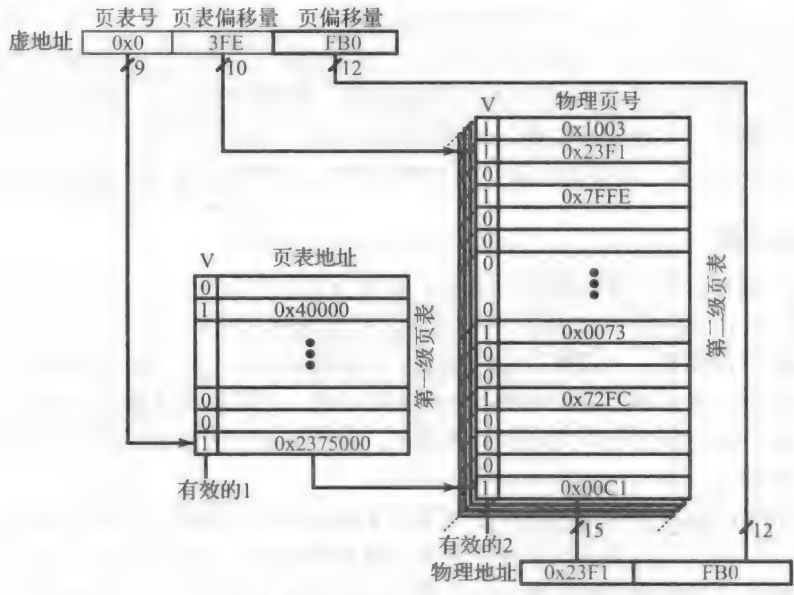 页表号 页表偏移量 页偏移量
虚地址 0x0 3FE FB0
9 10 12
V 物理页号
1 0x1003
1 0x23F1
0
1 0x7FFE
0
0
0
0
1 0x0073
0
0
1 0x72FC
0
0
0
1 0x00C1
第二级页表
V 页表地址
0
1 0x40000
0
0
1 0x2375000
第一级页表
有效的1
有效的2
15 12
物理地址 0x23F1 FB0